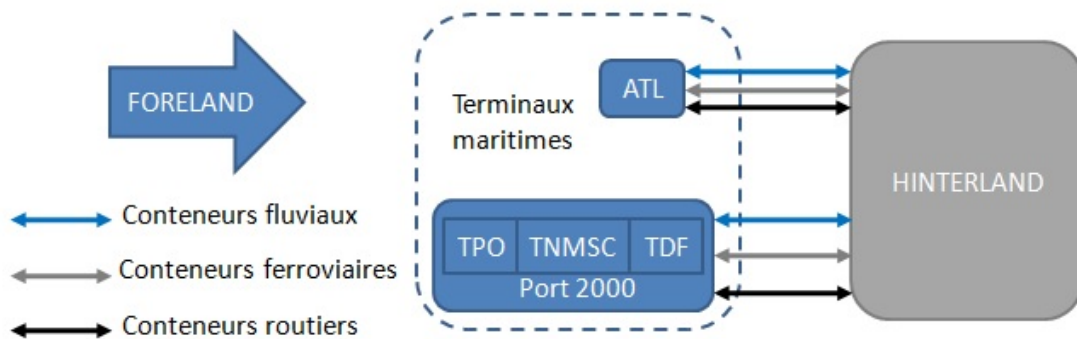 FORELAND
Terminaux
maritimes
ATL
HINTERLAND
TPO TNMSC TDF
Port 2000
Conteneurs fluviaux
Conteneurs ferroviaires
Conteneurs routiers